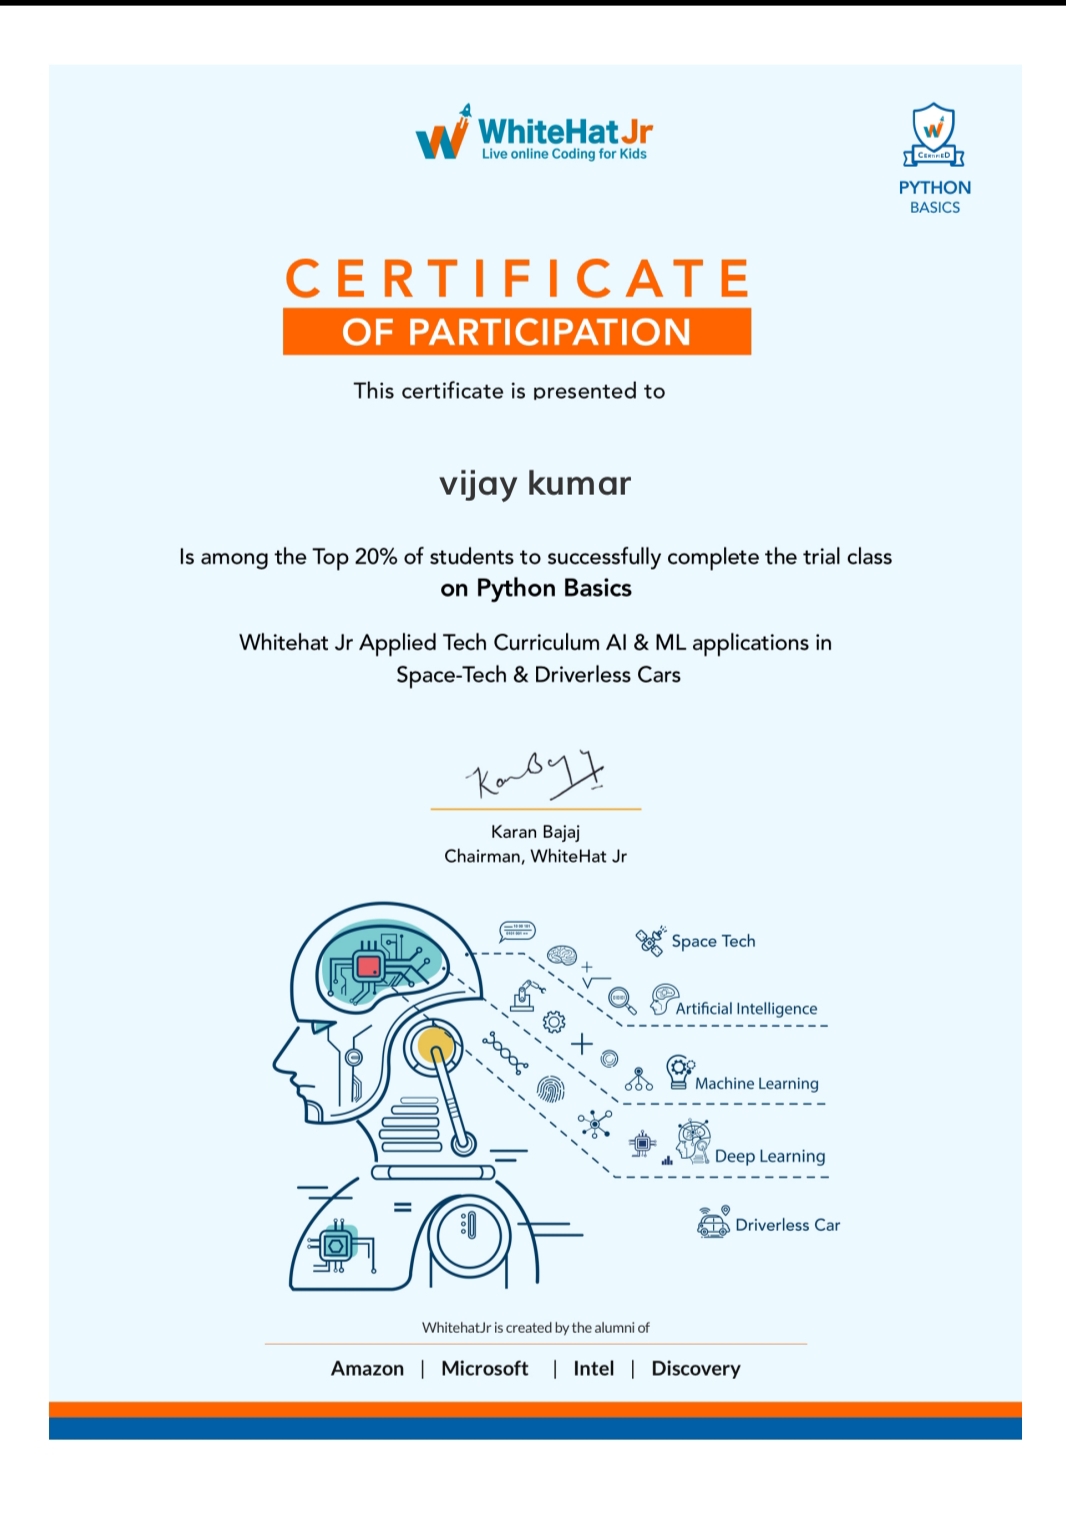 WhiteHat Jr
Live online Coding for Kids
CERTIFIED
PYTHON
BASICS
CERTIFICATE
OF PARTICIPATION
This certificate is presented to
vijay kumar
Is among the Top 20% of students to successfully complete the trial class
on Python Basics
Whitehat Jr Applied Tech Curriculum AI & ML applications in
Space-Tech & Driverless Cars
Karan Bajaj
Chairman, WhiteHat Jr
Space Tech
Artificial Intelligence
Machine Learning
Deep Learning
Driverless Car
WhitehatJr is created by the alumni of
Amazon | Microsoft | Intel | Discovery